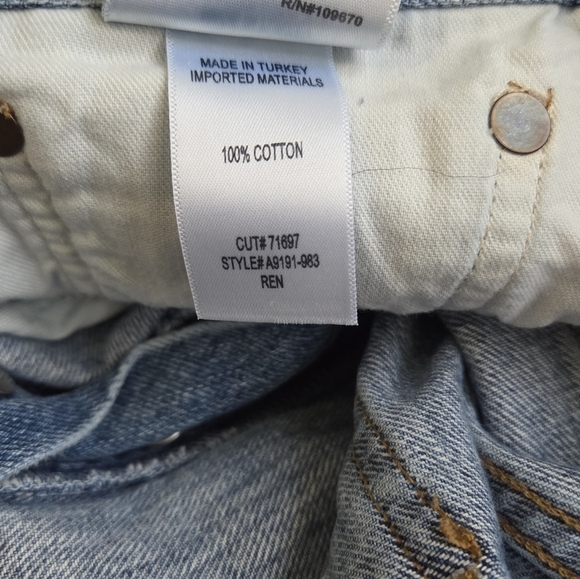 R/N#109670
MADE IN TURKEY
IMPORTED MATERIALS
100% COTTON
CUT# 71697
STYLE# A9191-983
REN